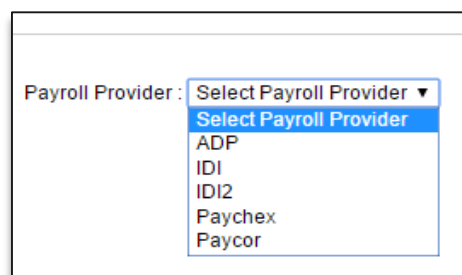 Payroll Provider : Select Payroll Provider ▼
Select Payroll Provider
ADP
IDI
IDI2
Paychex
Paycor